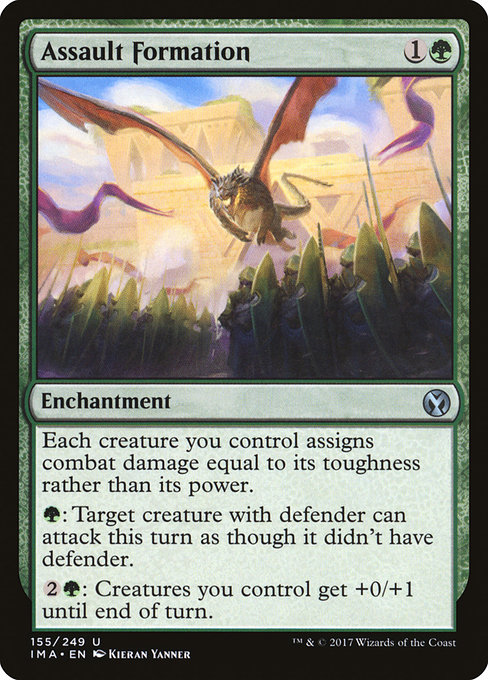 Assault Formation 1
Enchantment
Each creature you control assigns
combat damage equal to its toughness
rather than its power.
: Target creature with defender can
attack this turn as though it didn't have
defender.
2 : Creatures you control get +0/+1
until end of turn.
155/249 U
™ & © 2017 Wizards of the Coast
IMA • EN Kieran Yanner